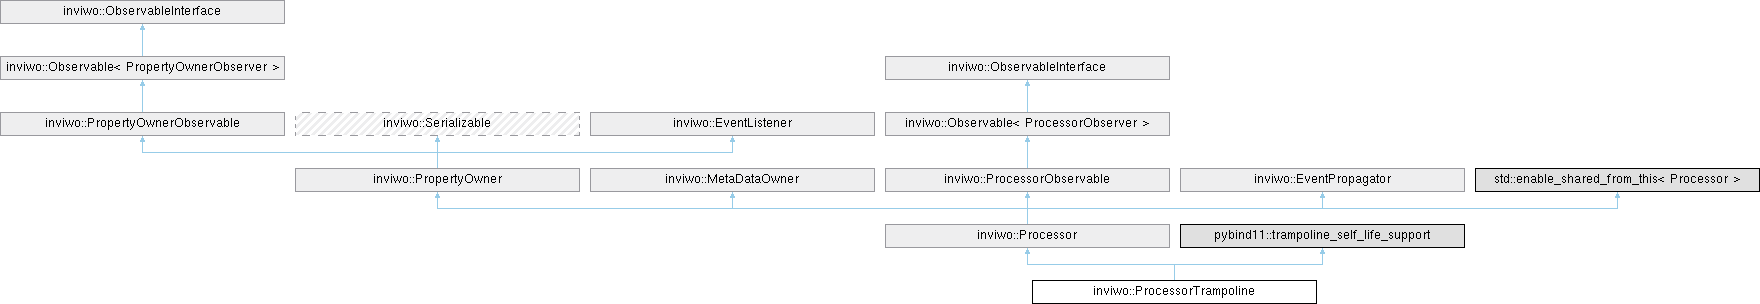 inviwo::ObservableInterface
inviwo::Observable< PropertyOwnerObserver >
inviwo::ObservableInterface
inviwo::PropertyOwnerObservable
inviwo::Serializable
inviwo::EventListener
inviwo::Observable< ProcessorObserver >
inviwo::PropertyOwner
inviwo::MetaDataOwner
inviwo::ProcessorObservable
inviwo::EventPropagator
std::enable_shared_from_this< Processor >
inviwo::Processor
pybind11::trampoline_self_life_support
inviwo::ProcessorTrampoline